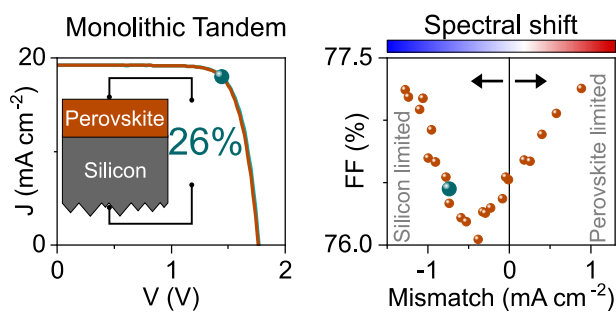 Monolithic Tandem
20
0
J (mA cm⁻²)
Perovskite
Silicon
26%
0
1
2
V (V)
Spectral shift
77.5
76.0
FF (%)
Silicon limited
Perovskite limited
-1
0
1
Mismatch (mA cm⁻²)